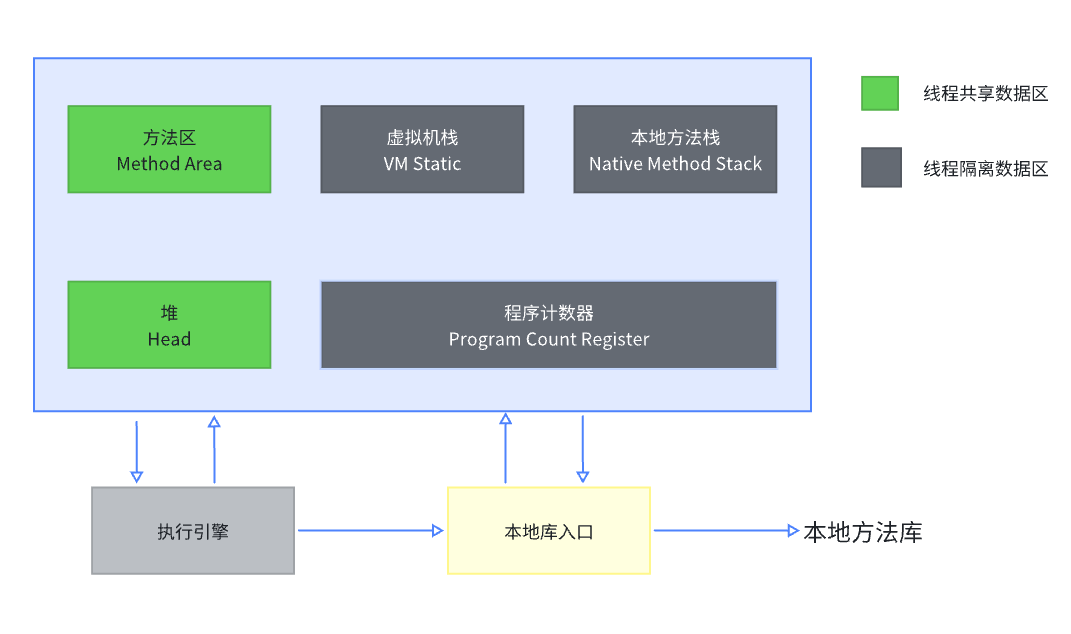 方法区
Method Area
虚拟机栈
VM Static
本地方法栈
Native Method Stack
线程共享数据区
线程隔离数据区
堆
Head
程序计数器
Program Count Register
执行引擎
本地库入口
本地方法库